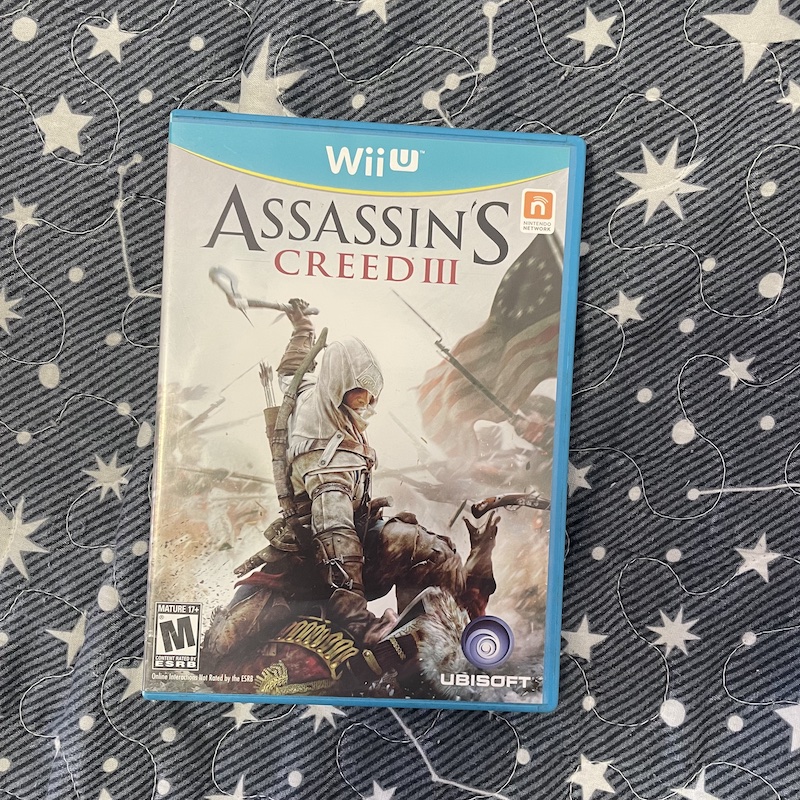 Wii U™
ASSASSIN'S
CREED III
n
NINTENDO
NETWORK
MATURE 17+
M
CONTENT RATED BY
ESRB
Online Interactions Not Rated by the ESRB
UBISOFT